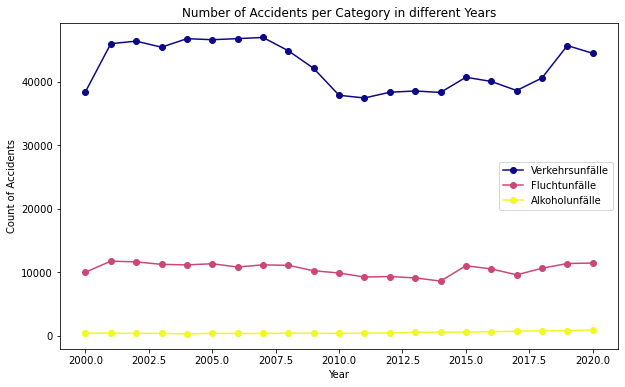 Number of Accidents per Category in different Years
Count of Accidents
40000
30000
20000
10000
0
Verkehrsunfälle
Fluchtunfälle
Alkoholunfälle
2000.0 2002.5 2005.0 2007.5 2010.0 2012.5 2015.0 2017.5 2020.0
Year